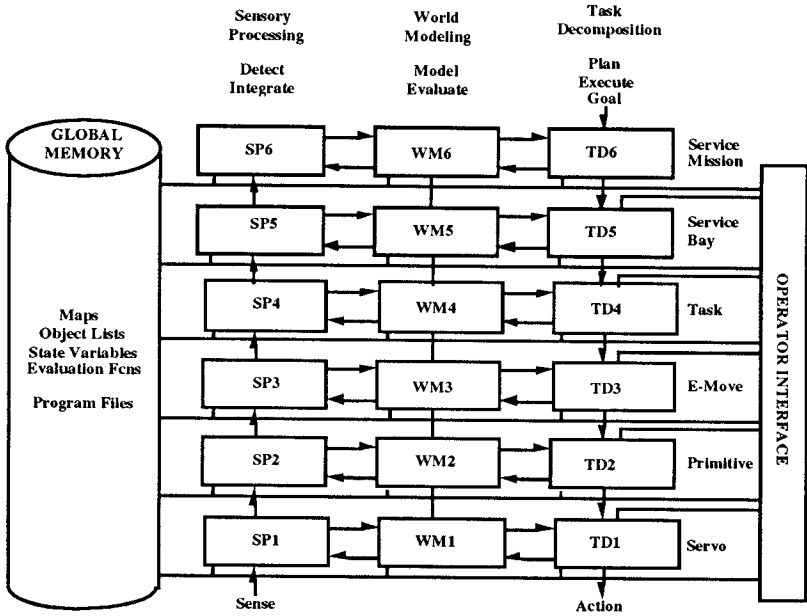 Sensory
Processing
World
Modeling
Task
Decomposition
Detect
Integrate
Model
Evaluate
Plan
Execute
Goal
GLOBAL
MEMORY
SP6
WM6
TD6
Service
Mission
SP5
WM5
TD5
Service
Bay
SP4
WM4
TD4
Task
Maps
Object Lists
State Variables
Evaluation Fcns
Program Files
SP3
WM3
TD3
E-Move
SP2
WM2
TD2
Primitive
SP1
WM1
TD1
Servo
Sense
Action
OPERATOR INTERFACE